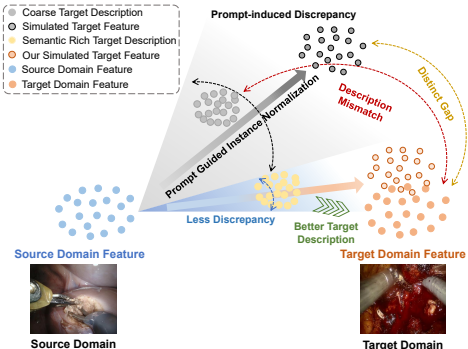 Coarse Target Description
Simulated Target Feature
Semantic Rich Target Description
Our Simulated Target Feature
Source Domain Feature
Target Domain Feature
Prompt-induced Discrepancy
Prompt Guided Instance Normalization
Description
Mismatch
Distinct Gap
Less Discrepancy
Better Target
Description
Source Domain Feature
Target Domain Feature
Source Domain
Target Domain